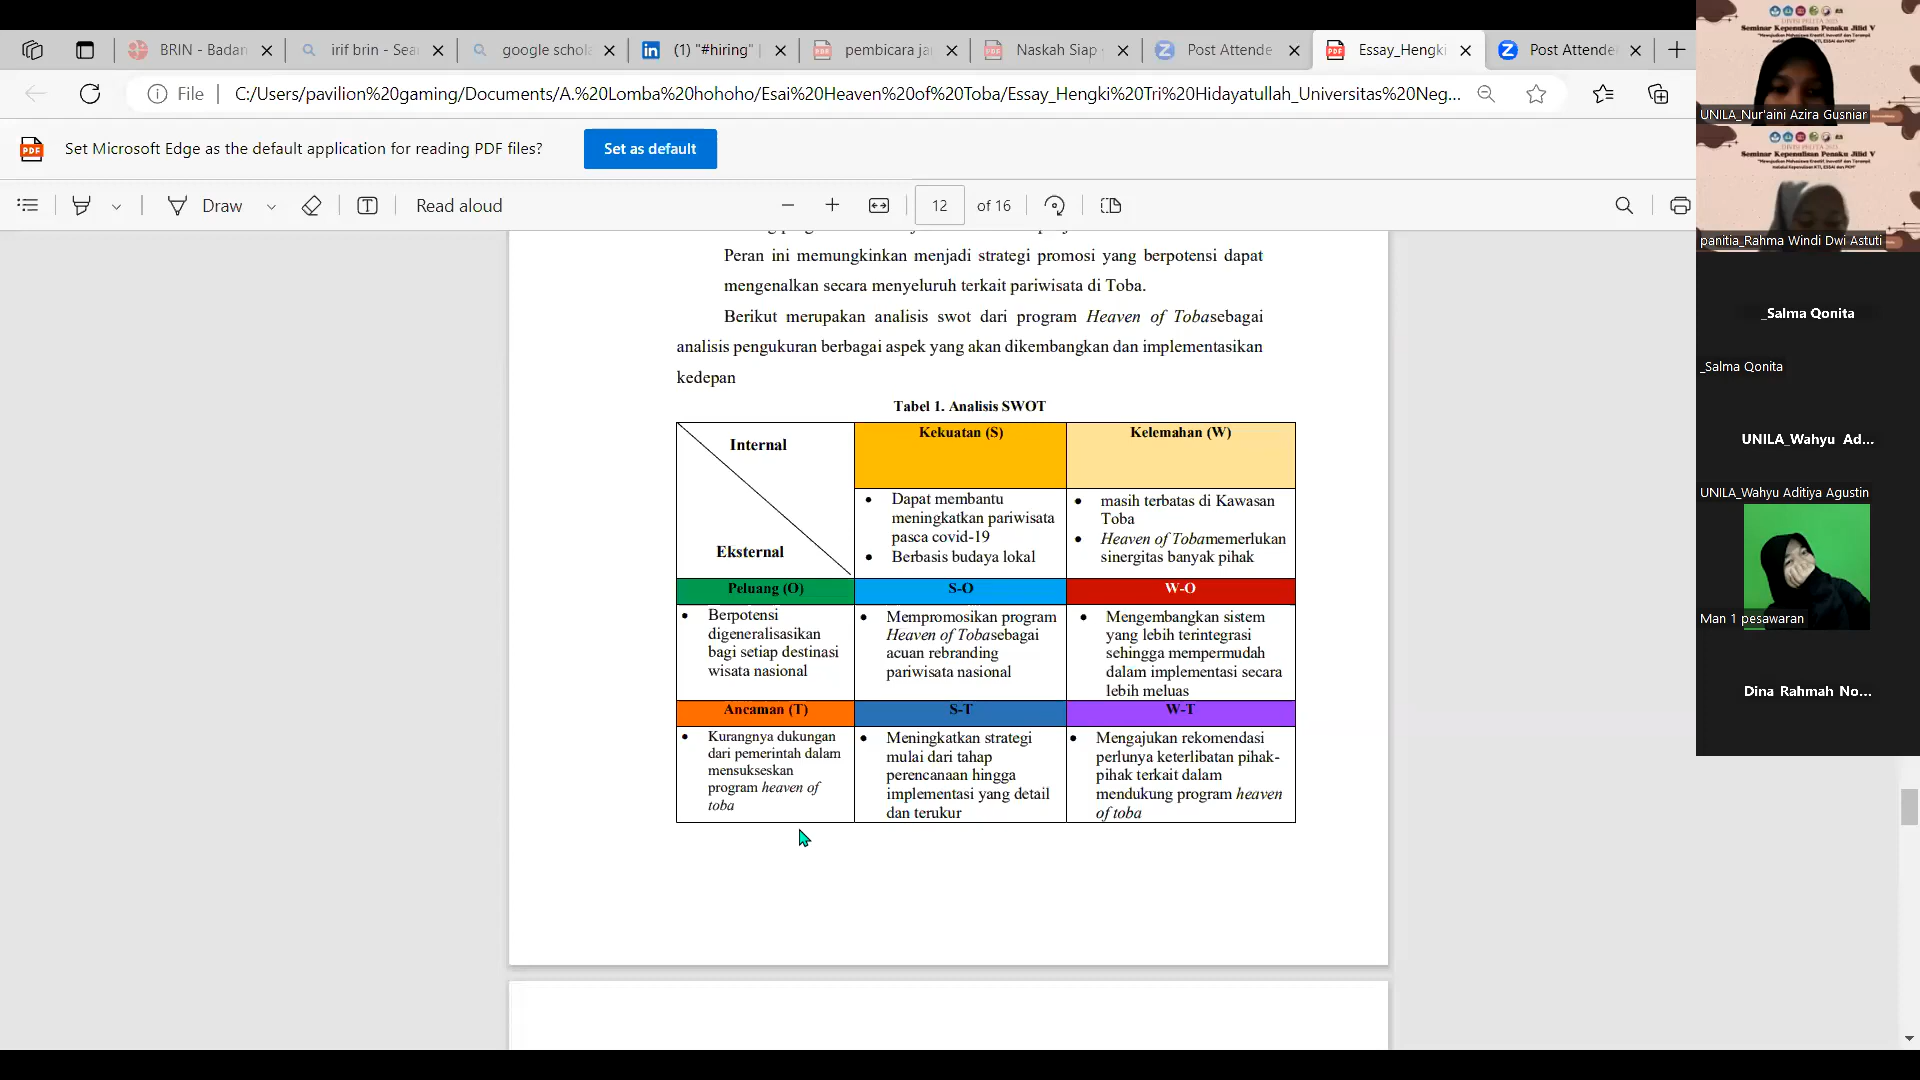 BRIN - Badan
irif brin - Sea
google schola
(1) "#hiring"
pembicara ja
Naskah Siap
Post Attende
Essay_Hengki
Post Attende
File
C:/Users/pavilion%20gaming/Documents/A.%20Lomba%20hohoho/Esai%20Heaven%20of%20Toba/Essay_Hengki%20Tri%20Hidayatullah_Universitas%20Neg...
Set Microsoft Edge as the default application for reading PDF files?
Set as default
Draw
Read aloud
12
of 16
Peran ini memungkinkan menjadi strategi promosi yang berpotensi dapat
mengenalkan secara menyeluruh terkait pariwisata di Toba.
Berikut merupakan analisis swot dari program Heaven of Tobasebagai
analisis pengukuran berbagai aspek yang akan dikembangkan dan implementasikan
kedepan
Tabel 1. Analisis SWOT
Internal
Eksternal
Kekuatan (S)
Kelemahan (W)
• Dapat membantu
meningkatkan pariwisata
pasca covid-19
• Berbasis budaya lokal
• masih terbatas di Kawasan
Toba
• Heaven of Tobamemerlukan
sinergitas banyak pihak
Peluang (O)
S-O
W-O
• Berpotensi
digeneralisasikan
bagi setiap destinasi
wisata nasional
• Mempromosikan program
Heaven of Tobasebagai
acuan rebranding
pariwisata nasional
• Mengembangkan sistem
yang lebih terintegrasi
sehingga mempermudah
dalam implementasi secara
lebih meluas
Ancaman (T)
S-T
W-T
• Kurangnya dukungan
dari pemerintah dalam
mensukseskan
program heaven of
toba
• Meningkatkan strategi
mulai dari tahap
perencanaan hingga
implementasi yang detail
dan terukur
• Mengajukan rekomendasi
perlunya keterlibatan pihak-
pihak terkait dalam
mendukung program heaven
of toba
Seminar Kepenulisan Penaku Jilid V
UNILA_Nur'aini Azira Gusniar
Seminar Kepenulisan Penaku Jilid V
panitia_Rahma Windi Dwi Astuti
_Salma Qonita
_Salma Qonita
UNILA_Wahyu Ad...
UNILA_Wahyu Aditiya Agustin
Man 1 pesawaran
Dina Rahmah No...